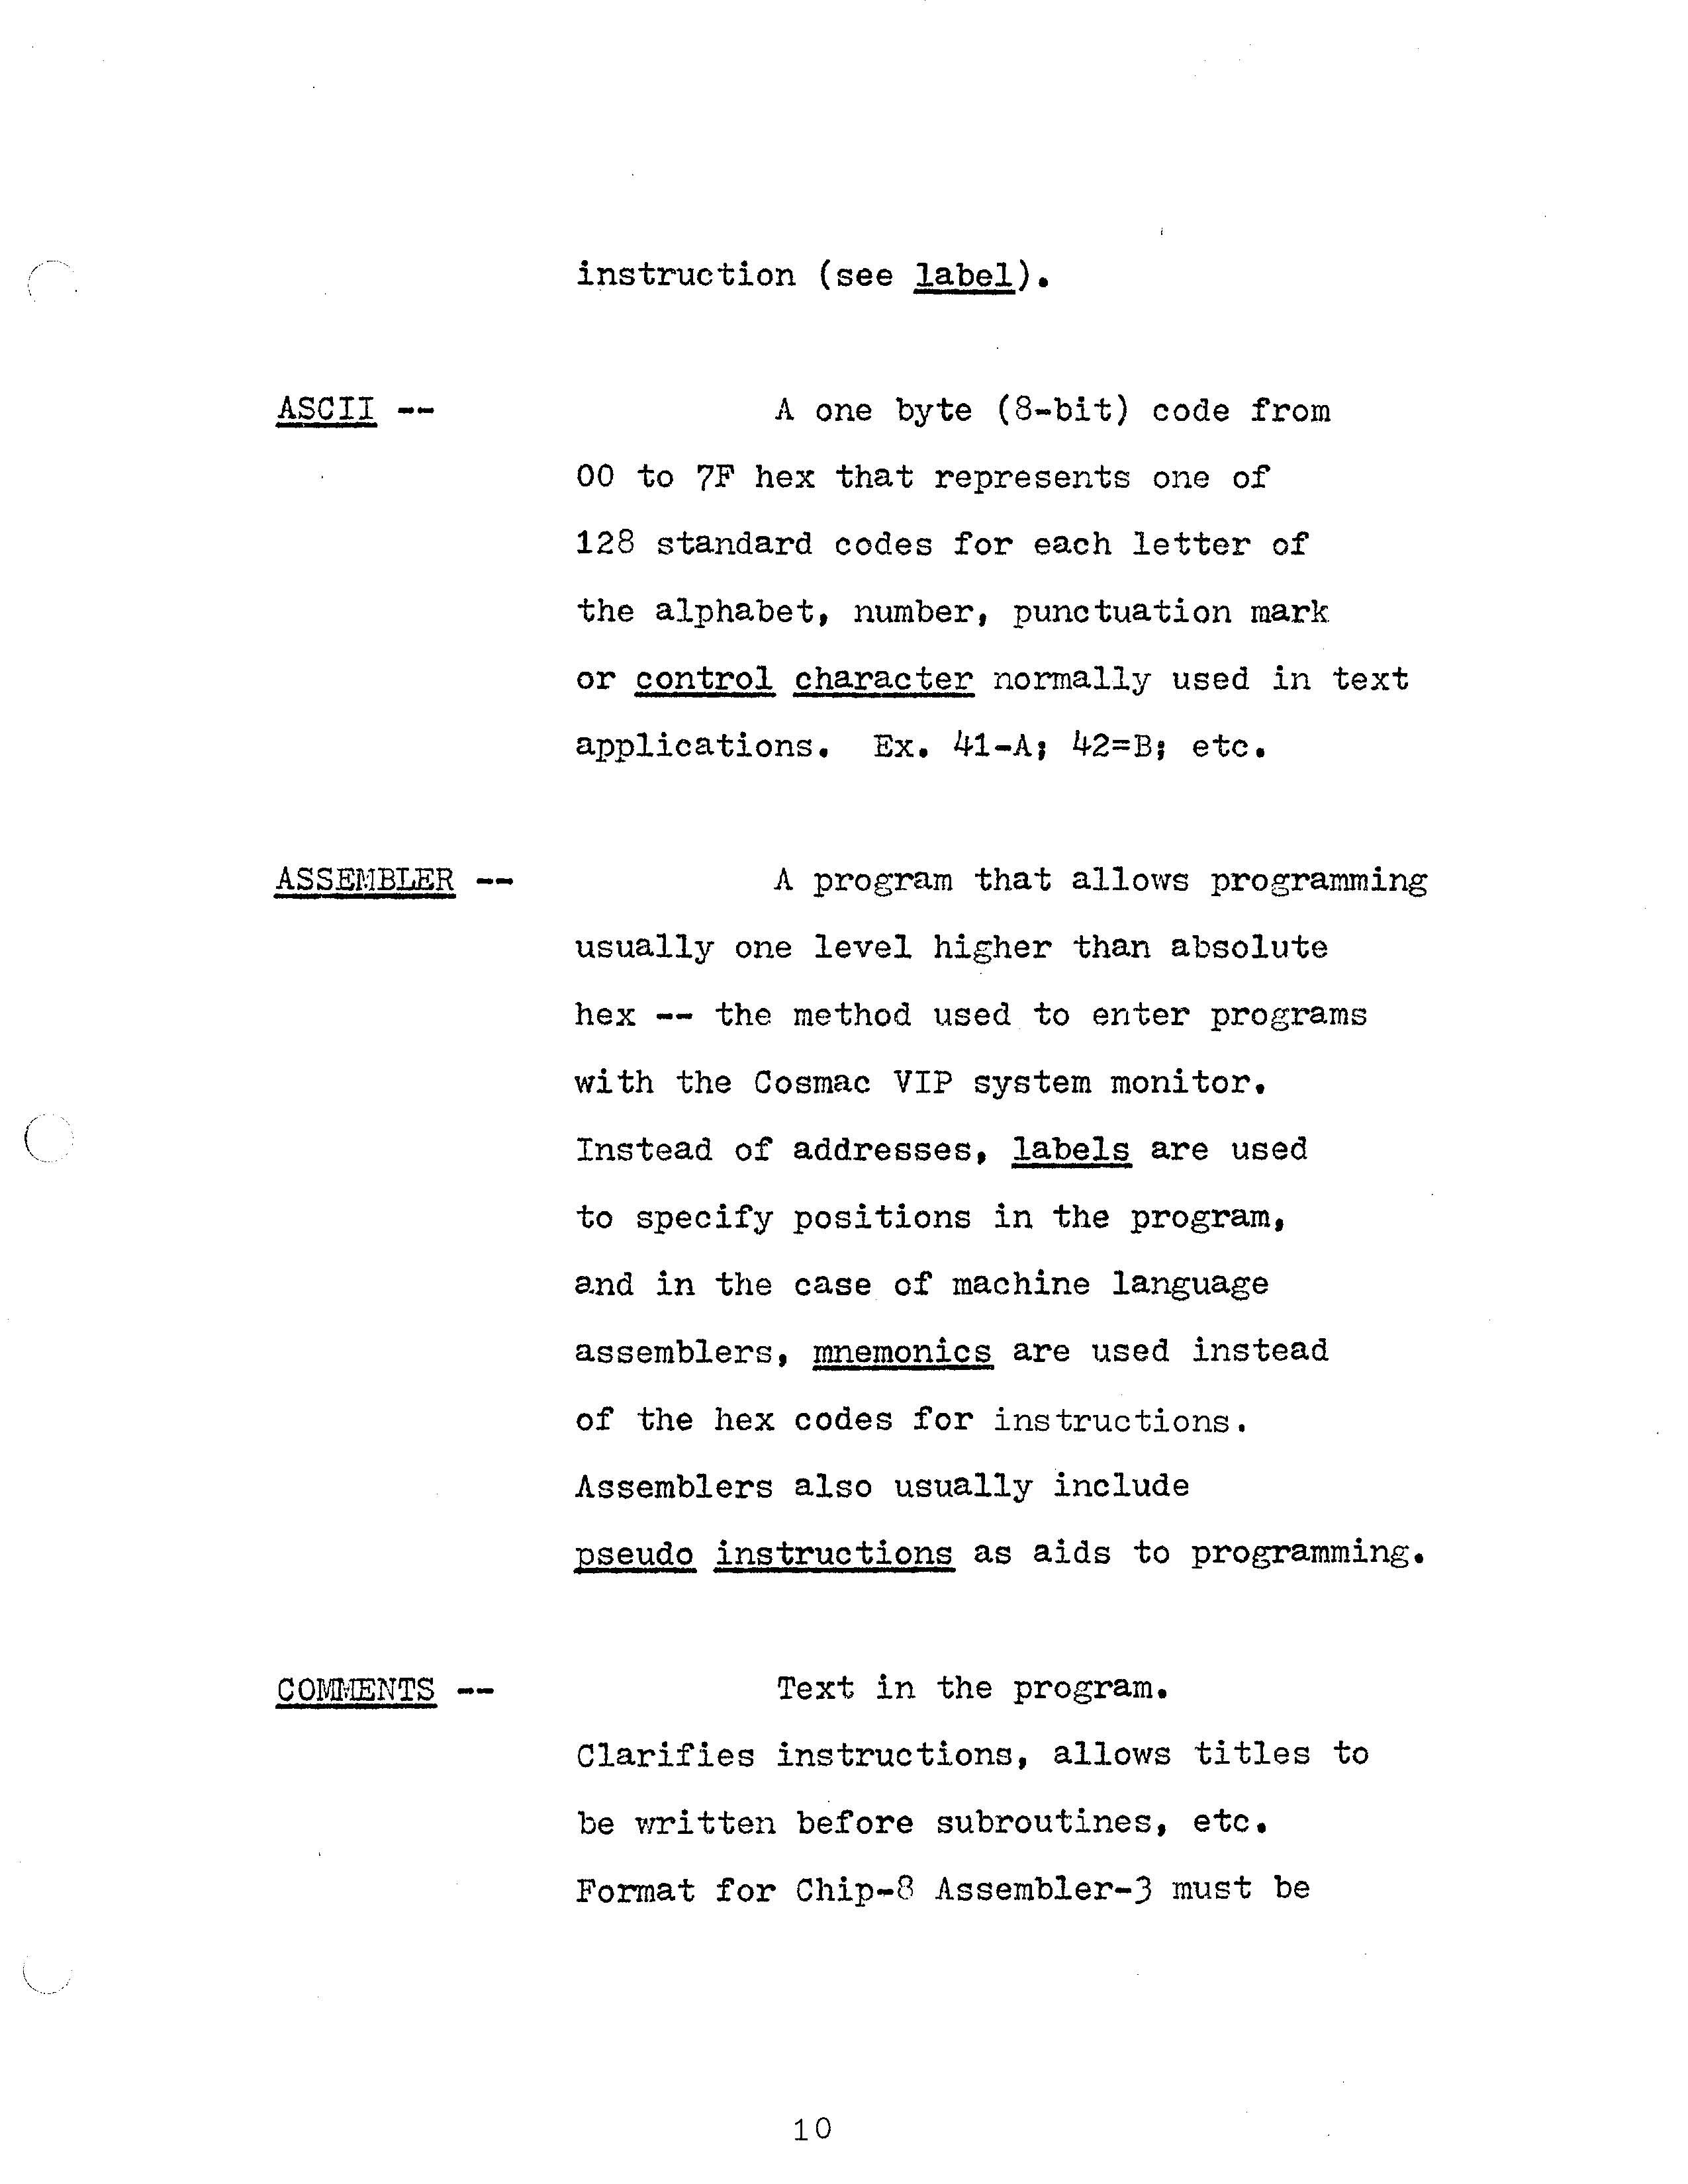 instruction (see label).
ASCII -- A one byte (8-bit) code from
00 to 7F hex that represents one of
128 standard codes for each letter of
the alphabet, number, punctuation mark
or control character normally used in text
applications. Ex. 41-A; 42=B; etc.
ASSEMBLER -- A program that allows programming
usually one level higher than absolute
hex -- the method used to enter programs
with the Cosmac VIP system monitor.
Instead of addresses, labels are used
to specify positions in the program,
and in the case of machine language
assemblers, mnemonics are used instead
of the hex codes for instructions.
Assemblers also usually include
pseudo instructions as aids to programming.
COMMENTS -- Text in the program.
Clarifies instructions, allows titles to
be written before subroutines, etc.
Format for Chip-8 Assembler-3 must be
10